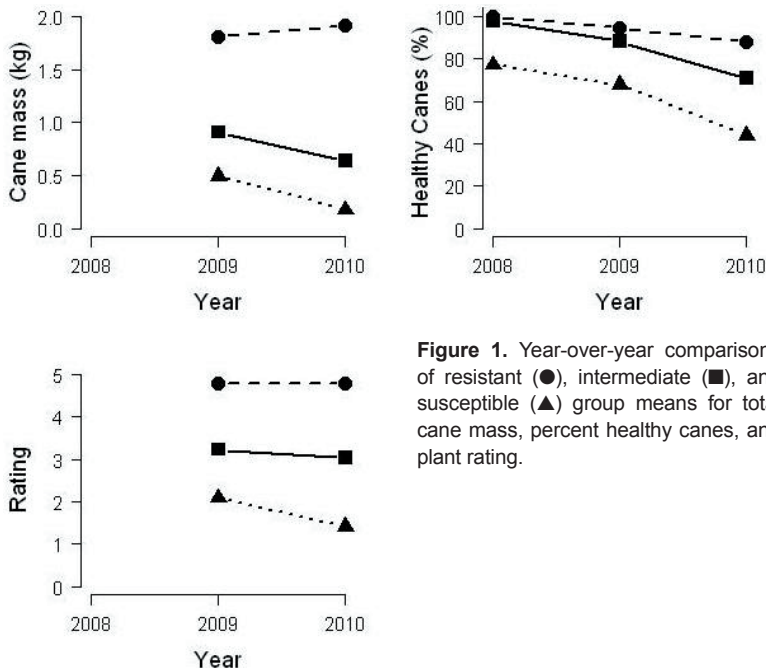 2.0
1.5
1.0
0.5
0.0
Cane mass (kg)
2008 2009 2010
Year
100
80
60
40
20
0
Healthy Canes (%)
2008 2009 2010
Year
5
4
3
2
1
0
Rating
2008 2009 2010
Year
Figure 1. Year-over-year comparison
of resistant (●), intermediate (■), an
susceptible (▲) group means for tot
cane mass, percent healthy canes, an
plant rating.